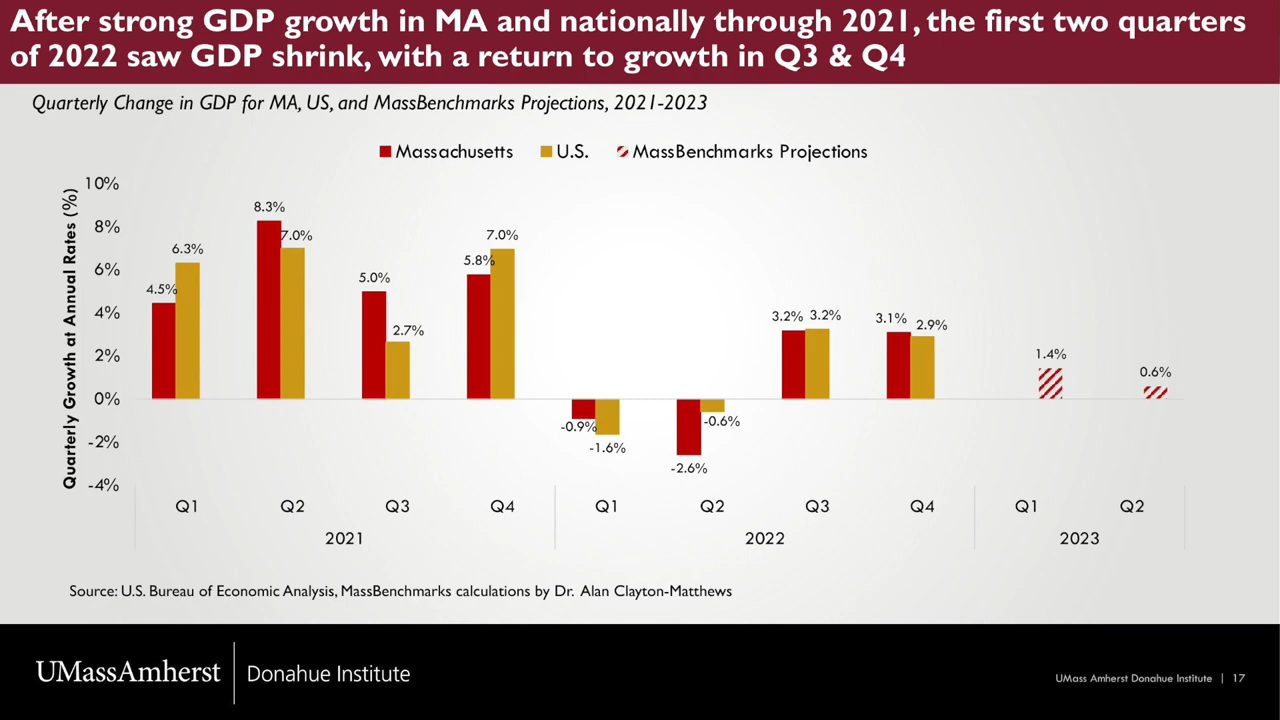 After strong GDP growth in MA and nationally through 2021, the first two quarters
of 2022 saw GDP shrink, with a return to growth in Q3 & Q4
Quarterly Change in GDP for MA, US, and MassBenchmarks Projections, 2021-2023
Massachusetts U.S. MassBenchmarks Projections
Quarterly Growth at Annual Rates (%)
10%
8%
6%
4%
2%
0%
-2%
-4%
4.5% 6.3% 8.3% 7.0% 5.0% 2.7% 5.8% 7.0% -0.9% -1.6% -2.6% -0.6% 3.2% 3.2% 3.1% 2.9% 1.4% 0.6%
Q1 Q2 Q3 Q4 Q1 Q2 Q3 Q4 Q1 Q2
2021 2022 2023
Source: U.S. Bureau of Economic Analysis, MassBenchmarks calculations by Dr. Alan Clayton-Matthews
UMassAmherst Donahue Institute
UMass Amherst Donahue Institute | 17